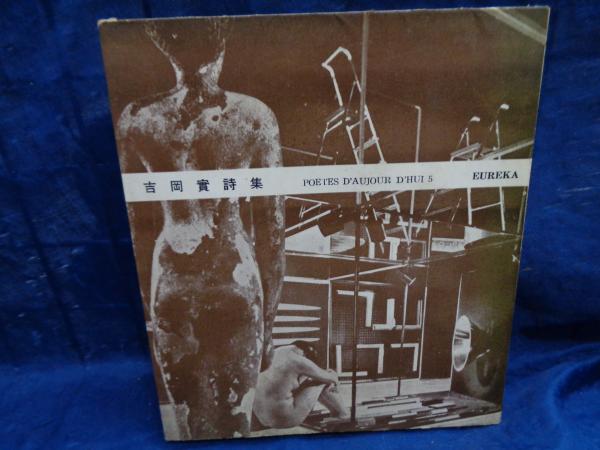 吉岡實詩集 POETES D'AUJOUR D'HUI 5 EUREKA